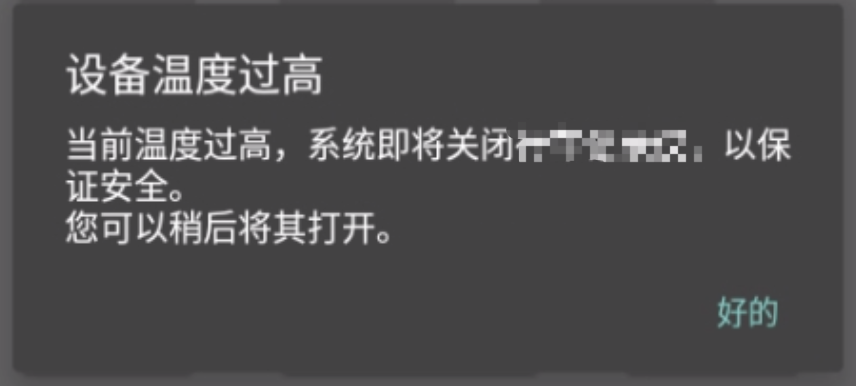 设备温度过高
当前温度过高，系统即将关闭 以保
证安全。
您可以稍后将其打开。
好的